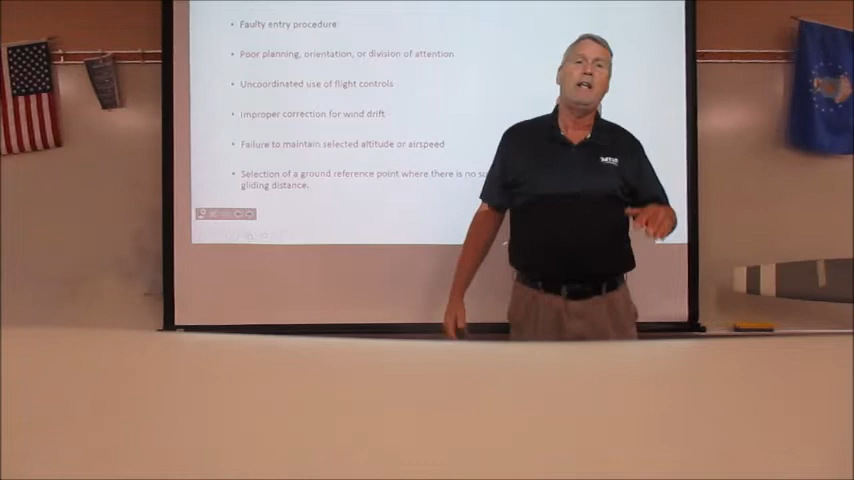 • Faulty entry procedure:
• Poor planning, orientation, or division of attention
• Uncoordinated use of flight controls
• Improper correction for wind drift
• Failure to maintain selected altitude or airspeed
• Selection of a ground reference point where there is no
gliding distance.